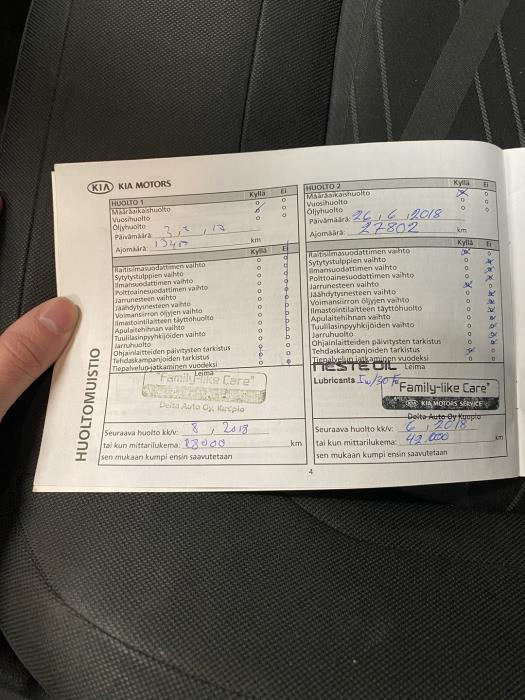 KIA KIA MOTORS
HUOLTO 1 Kyllä Ei
Määräaikaishuolto
Vuosihuolto
Öljyhuolto
Päivämäärä:
Ajomäärä: km
Kyllä Ei
Raitisilmasuodattimen vaihto
Sytytystulppien vaihto
Ilmansuodattimen vaihto
Polttoainesuodattimen vaihto
Jarrunesteen vaihto
Jäähdytysnesteen vaihto
Voimansiirron öljyjen vaihto
Ilmastointilaitteen täyttöhuolto
Apulaitehihnan vaihto
Tuulilasinpyyhkijöiden vaihto
Jarruhuolto
Ohjainlaitteiden päivitysten tarkistus
Tehdaskampanjoiden tarkistus
Tiepalvelun jatkaminen vuodeksi
Leima
Family-like Care
Delta Auto Oy, Kuopio
Seuraava huolto kk/v:
tai kun mittarilukema: km
sen mukaan kumpi ensin saavutetaan
HUOLTO 2 Kyllä Ei
Määräaikaishuolto
Vuosihuolto
Öljyhuolto
Päivämäärä: 26, 6, 2018
Ajomäärä: 27802 km
Kyllä Ei
Raitisilmasuodattimen vaihto
Sytytystulppien vaihto
Ilmansuodattimen vaihto
Polttoainesuodattimen vaihto
Jarrunesteen vaihto
Jäähdytysnesteen vaihto
Voimansiirron öljyjen vaihto
Ilmastointilaitteen täyttöhuolto
Apulaitehihnan vaihto
Tuulilasinpyyhkijöiden vaihto
Jarruhuolto
Ohjainlaitteiden päivitysten tarkistus
Tehdaskampanjoiden tarkistus
Tiepalvelun jatkaminen vuodeksi
NESTE OIL Leima
Lubricants
Family-like Care
KIA KIA MOTORS SERVICE
Delta Auto Oy Kuopio
Seuraava huolto kk/v: 6, 2018
tai kun mittarilukema: 42 000 km
sen mukaan kumpi ensin saavutetaan
HUOLTOMUISTIO
4